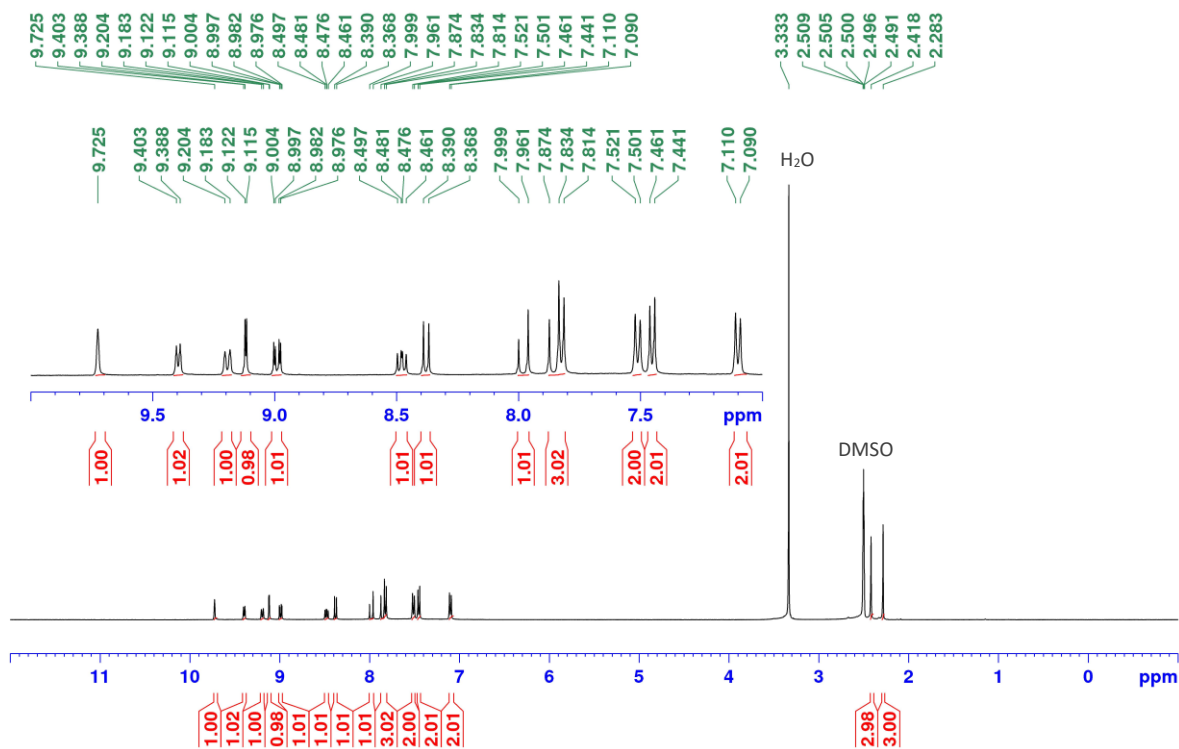 9.725 9.403 9.388 9.204 9.183 9.122 9.115 9.004 8.997 8.982 8.976 8.497 8.481 8.476 8.461 8.390 8.368 7.999 7.961 7.874 7.834 7.814 7.521 7.501 7.461 7.441 7.110 7.090 3.333 2.509 2.505 2.500 2.496 2.491 2.418 2.283
9.725 9.403 9.388 9.204 9.183 9.122 9.115 9.004 8.997 8.982 8.976 8.497 8.481 8.476 8.461 8.390 8.368 7.999 7.961 7.874 7.834 7.814 7.521 7.501 7.461 7.441 7.110 7.090
H₂O
9.5 9.0 8.5 8.0 7.5 ppm
1.00 1.02 1.00 0.98 1.01 1.01 1.01 1.01 3.02 2.00 2.01 2.01
DMSO
11 10 9 8 7 6 5 4 3 2 1 0 ppm
1.00 1.02 1.00 0.98 1.01 1.01 1.01 1.01 3.02 2.00 2.01 2.01 2.98 3.00